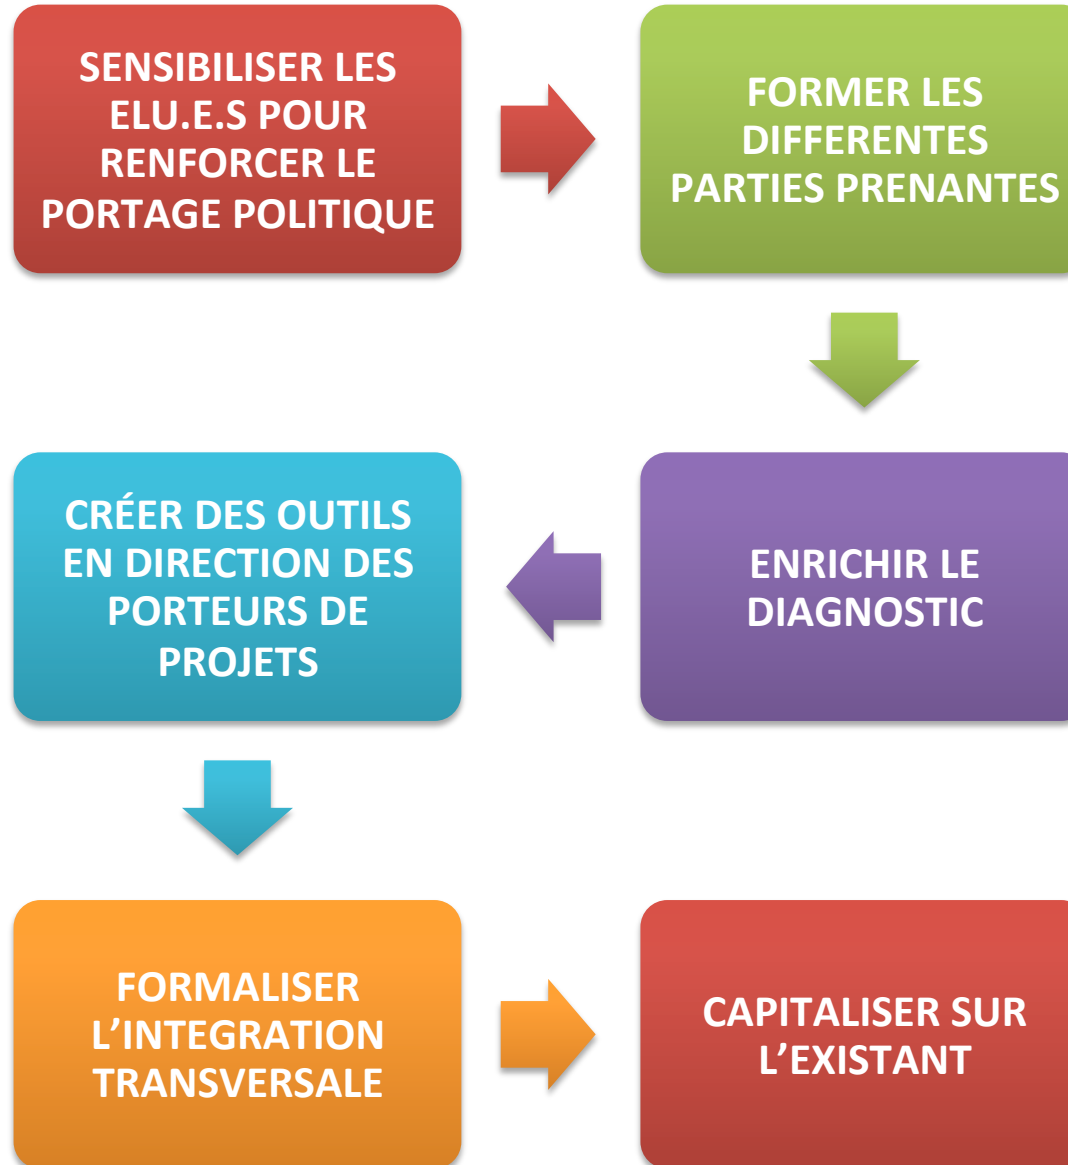 SENSIBILISER LES
ELU.E.S POUR
RENFORCER LE
PORTAGE POLITIQUE
FORMER LES
DIFFERENTES
PARTIES PRENANTES
ENRICHIR LE
DIAGNOSTIC
CRÉER DES OUTILS
EN DIRECTION DES
PORTEURS DE
PROJETS
FORMALISER
L’INTEGRATION
TRANSVERSALE
CAPITALISER SUR
L’EXISTANT